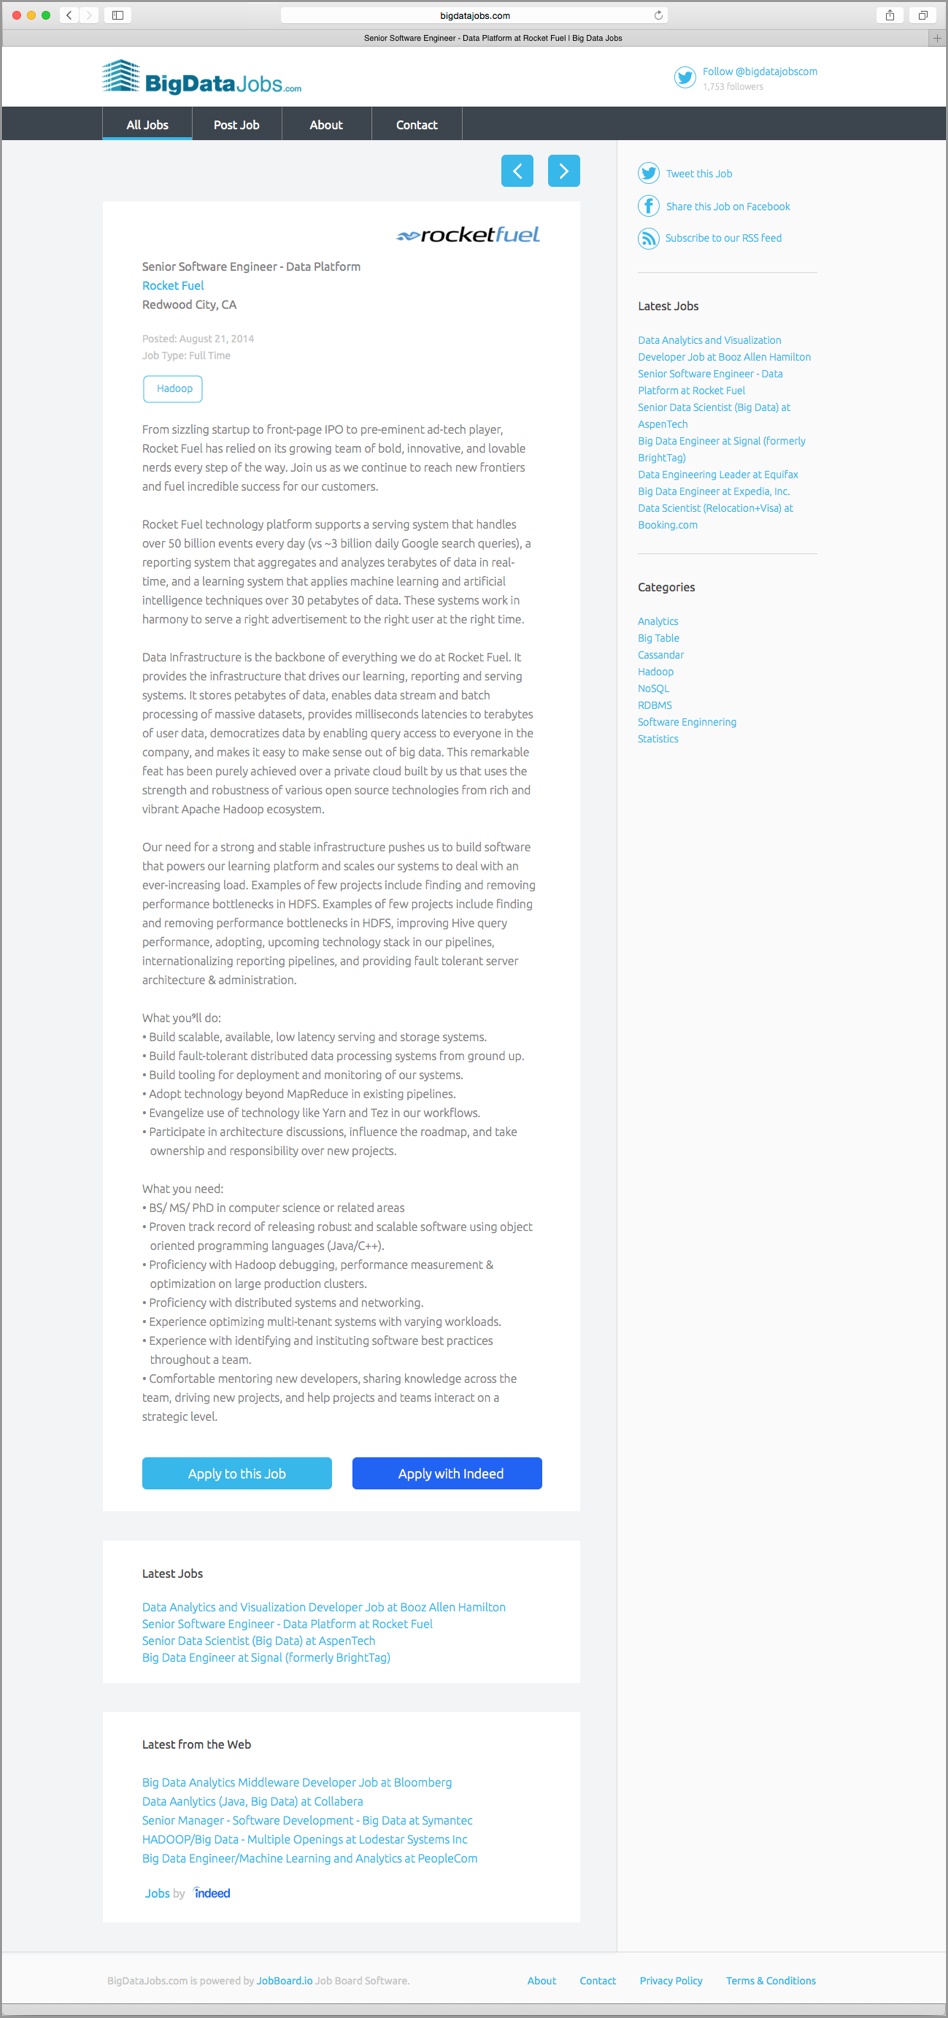 bigdatajobs.com
Senior Software Engineer - Data Platform at Rocket Fuel | Big Data Jobs
BigDataJobs.com
Follow @bigdatajobscom
1,753 followers
All Jobs
Post Job
About
Contact
Tweet this Job
Share this Job on Facebook
Subscribe to our RSS feed
rocketfuel
Senior Software Engineer - Data Platform
Rocket Fuel
Redwood City, CA
Posted: August 21, 2014
Job Type: Full Time
Hadoop
From sizzling startup to front-page IPO to pre-eminent ad-tech player,
Rocket Fuel has relied on its growing team of bold, innovative, and lovable
nerds every step of the way. Join us as we continue to reach new frontiers
and fuel incredible success for our customers.
Rocket Fuel technology platform supports a serving system that handles
over 50 billion events every day (vs ~3 billion daily Google search queries), a
reporting system that aggregates and analyzes terabytes of data in real-
time, and a learning system that applies machine learning and artificial
intelligence techniques over 30 petabytes of data. These systems work in
harmony to serve a right advertisement to the right user at the right time.
Data Infrastructure is the backbone of everything we do at Rocket Fuel. It
provides the infrastructure that drives our learning, reporting and serving
systems. It stores petabytes of data, enables data stream and batch
processing of massive datasets, provides milliseconds latencies to terabytes
of user data, democratizes data by enabling query access to everyone in the
company, and makes it easy to make sense out of big data. This remarkable
feat has been purely achieved over a private cloud built by us that uses the
strength and robustness of various open source technologies from rich and
vibrant Apache Hadoop ecosystem.
Our need for a strong and stable infrastructure pushes us to build software
that powers our learning platform and scales our systems to deal with an
ever-increasing load. Examples of few projects include finding and removing
performance bottlenecks in HDFS. Examples of few projects include finding
and removing performance bottlenecks in HDFS, improving Hive query
performance, adopting, upcoming technology stack in our pipelines,
internationalizing reporting pipelines, and providing fault tolerant server
architecture & administration.
What you⁹ll do:
• Build scalable, available, low latency serving and storage systems.
• Build fault-tolerant distributed data processing systems from ground up.
• Build tooling for deployment and monitoring of our systems.
• Adopt technology beyond MapReduce in existing pipelines.
• Evangelize use of technology like Yarn and Tez in our workflows.
• Participate in architecture discussions, influence the roadmap, and take
ownership and responsibility over new projects.
What you need:
• BS/ MS/ PhD in computer science or related areas
• Proven track record of releasing robust and scalable software using object
oriented programming languages (Java/C++).
• Proficiency with Hadoop debugging, performance measurement &
optimization on large production clusters.
• Proficiency with distributed systems and networking.
• Experience optimizing multi-tenant systems with varying workloads.
• Experience with identifying and instituting software best practices
throughout a team.
• Comfortable mentoring new developers, sharing knowledge across the
team, driving new projects, and help projects and teams interact on a
strategic level.
Apply to this Job
Apply with Indeed
Latest Jobs
Data Analytics and Visualization
Developer Job at Booz Allen Hamilton
Senior Software Engineer - Data
Platform at Rocket Fuel
Senior Data Scientist (Big Data) at
AspenTech
Big Data Engineer at Signal (formerly
BrightTag)
Data Engineering Leader at Equifax
Big Data Engineer at Expedia, Inc.
Data Scientist (Relocation+Visa) at
Booking.com
Categories
Analytics
Big Table
Cassandar
Hadoop
NoSQL
RDBMS
Software Enginnering
Statistics
Latest Jobs
Data Analytics and Visualization Developer Job at Booz Allen Hamilton
Senior Software Engineer - Data Platform at Rocket Fuel
Senior Data Scientist (Big Data) at AspenTech
Big Data Engineer at Signal (formerly BrightTag)
Latest from the Web
Big Data Analytics Middleware Developer Job at Bloomberg
Data Aanlytics (Java, Big Data) at Collabera
Senior Manager - Software Development - Big Data at Symantec
HADOOP/Big Data - Multiple Openings at Lodestar Systems Inc
Big Data Engineer/Machine Learning and Analytics at PeopleCom
Jobs by indeed
BigDataJobs.com is powered by JobBoard.io Job Board Software.
About
Contact
Privacy Policy
Terms & Conditions